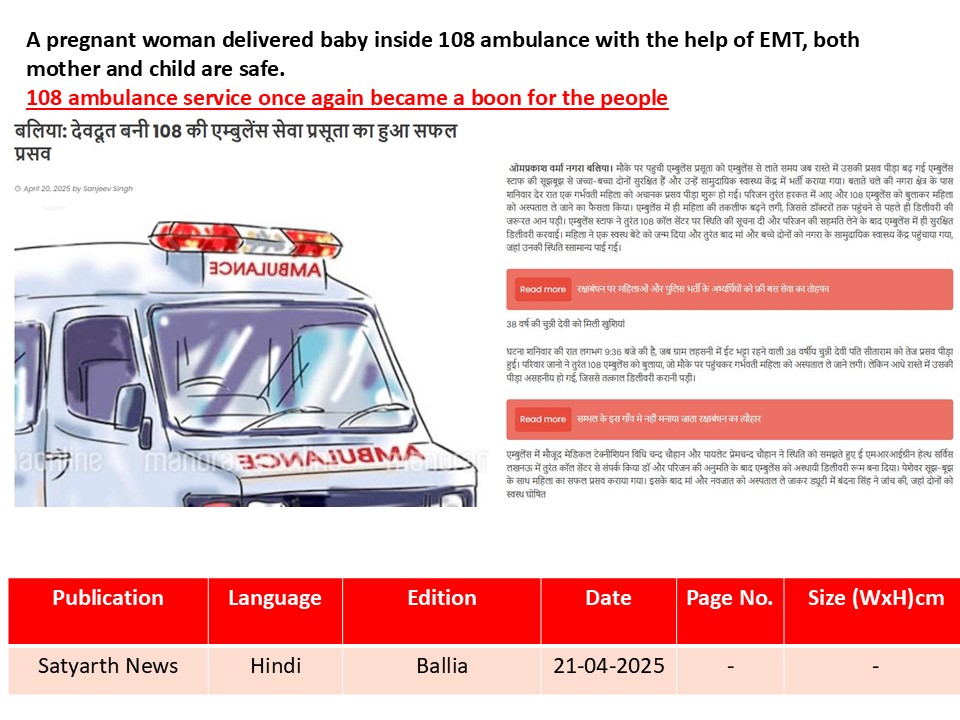 A pregnant woman delivered baby inside 108 ambulance with the help of EMT, both
mother and child are safe.
108 ambulance service once again became a boon for the people
बलिया: देवदूत बनी 108 की एम्बुलेंस सेवा प्रसूता का हुआ सफल
प्रसव
April 20, 2025 by Sanjeev Singh
AMBULANCE
AMBULANCE
ओमप्रकाश वर्मा नगरा बलिया। मौके पर पहुची एम्बुलेंस प्रसूता को एम्बुलेंस से लाते समय जब रास्ते में उसकी प्रसव पीड़ा बढ़ गई एम्बुलेंस
स्टाफ की सूझबूझ से जच्चा-बच्चा दोनों सुरक्षित हैं और उन्हें सामुदायिक स्वास्थ्य केंद्र में भर्ती कराया गया। बताते चले की नगरा क्षेत्र के पास
शनिवार देर रात एक गर्भवती महिला को अचानक प्रसव पीड़ा शुरू हो गई। परिजन तुरंत हरकत में आए और 108 एम्बुलेंस को बुलाकर महिला
को अस्पताल ले जाने का फैसला किया। एम्बुलेंस में ही महिला की तकलीफ बढ़ने लगी, जिससे डॉक्टरों तक पहुंचने से पहले ही डिलीवरी की
जरूरत आन पड़ी। एम्बुलेंस स्टाफ ने तुरंत 108 कॉल सेंटर पर स्थिति की सूचना दी और परिजन की सहमति लेने के बाद एम्बुलेंस में ही सुरक्षित
डिलीवरी करवाई। महिला ने एक स्वस्थ बेटे को जन्म दिया और तुरंत बाद मां और बच्चे दोनों को नगरा के सामुदायिक स्वास्थ्य केंद्र पहुंचाया गया,
जहां उनकी स्थिति स्सामान्य पाई गई।
Read more रक्षाबंधन पर महिलाओं और पुलिस भर्ती के अभ्यर्थियों को फ्री बस सेवा का तोहफा
38 वर्ष की चुन्नी देवी को मिली खुशियां
घटना शनिवार की रात लगभग 9:36 बजे की है, जब ग्राम लहसनी में ईट भट्ठा रहने वाली 38 वर्षीय चुन्नी देवी पति सीताराम को तेज प्रसव पीड़ा
हुई। परिवार जानो ने तुरंत 108 एम्बुलेंस को बुलाया, जो मौके पर पहुंचकर गर्भवती महिला को अस्पताल ले जाने लगी। लेकिन आधे रास्ते में उसकी
पीड़ा असहनीय हो गई, जिससे तत्काल डिलीवरी करानी पड़ी।
Read more सम्भल के इस गाँव मे नही मनाया जाता रक्षाबंधन का त्यौहार
एम्बुलेंस में मौजूद मेडिकल टेक्नीशियन विधि चन्द चौहान और पायलेट प्रेमचन्द चौहान ने स्थिति को समझते हुए ई एमआरआईग्रीन हेल्थ सर्विस
लखनऊ में तुरंत कॉल सेंटर से संपर्क किया डॉ और परिजन की अनुमति के बाद एम्बुलेंस को अस्थायी डिलीवरी रूम बना दिया। पेशेवर सूझ-बूझ
के साथ महिला का सफल प्रसव कराया गया। इसके बाद मां और नवजात को अस्पताल ले जाकर ड्यूटी में बंदना सिंह ने जांच की, जहां दोनों को
स्वस्थ घोषित
Publication Language Edition Date Page No. Size (WxH)cm
Satyarth News Hindi Ballia 21-04-2025 - -